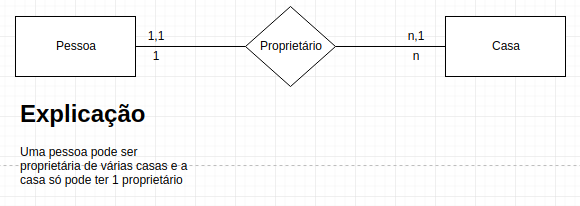 Pessoa
1,1
1
Proprietário
n,1
n
Casa
Explicação
Uma pessoa pode ser
proprietária de várias casas e a
casa só pode ter 1 proprietário